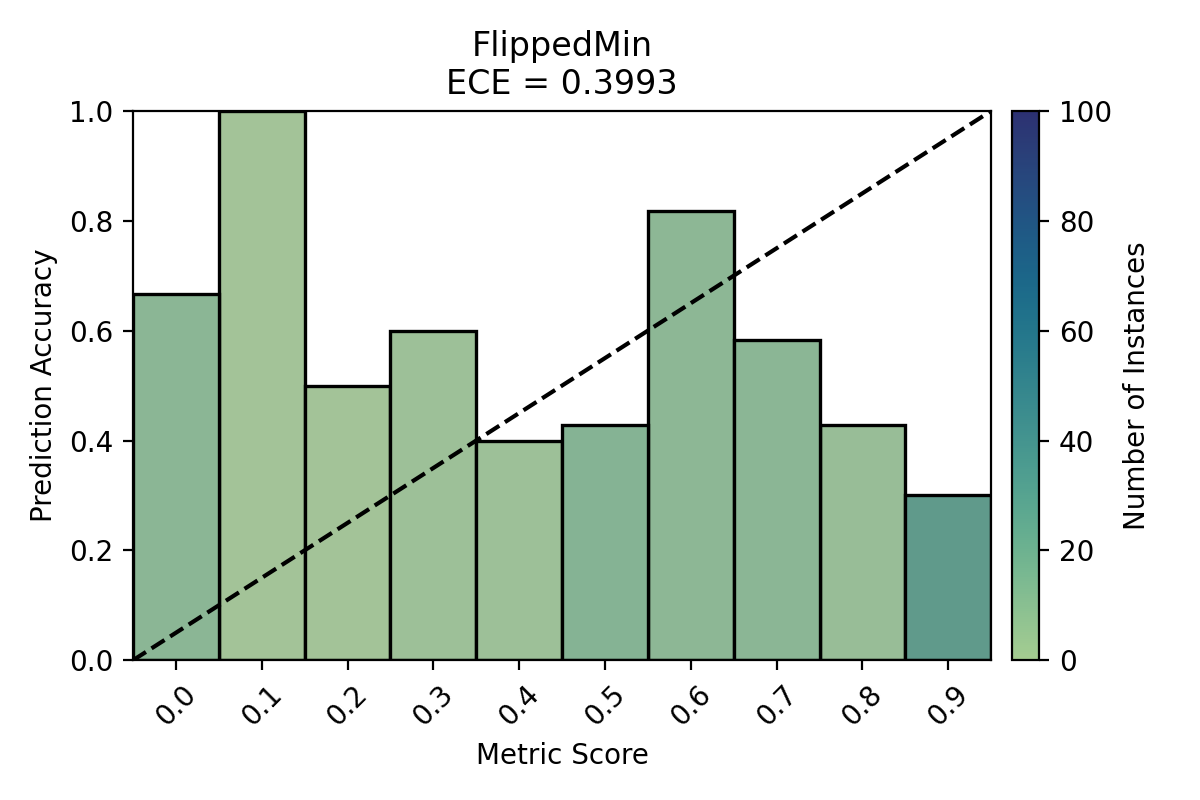 FlippedMin
ECE = 0.3993
Prediction Accuracy
1.0
0.8
0.6
0.4
0.2
0.0
0.0 0.1 0.2 0.3 0.4 0.5 0.6 0.7 0.8 0.9
Metric Score
100
80
60
40
20
0
Number of Instances